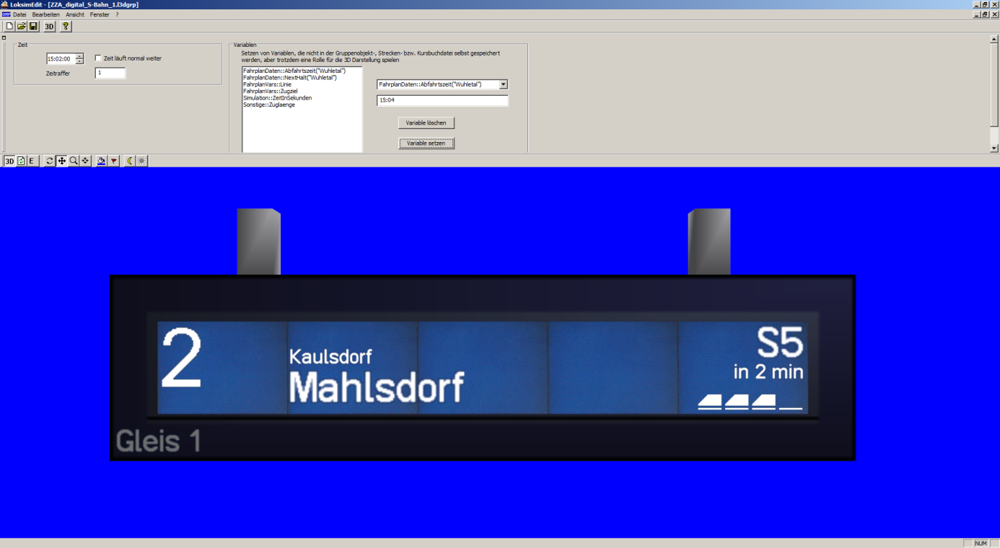 LoksimEdit - [ZZA_digital_S-Bahn_1.l3dgrp]
GRP Datei Bearbeiten Ansicht Fenster ?
3D
Zeit
15:02:00
Zeit läuft normal weiter
Zeitraffer
1
Variablen
Setzen von Variablen, die nicht in der Gruppenobjekt-, Strecken- bzw. Kursbuchdatei selbst gespeichert
werden, aber trotzdem eine Rolle für die 3D Darstellung spielen
FahrplanDaten::Abfahrtszeit("Wuhletal")
FahrplanDaten::NextHalt("Wuhletal")
FahrplanVars::Linie
FahrplanVars::Zugziel
Simulation::ZeitInSekunden
Sonstige::Zuglaenge
FahrplanDaten::Abfahrtszeit("Wuhletal")
15:04
Variable löschen
Variable setzen
3D E
2
Kaulsdorf
Mahlsdorf
S5
in 2 min
Gleis 1
NUM